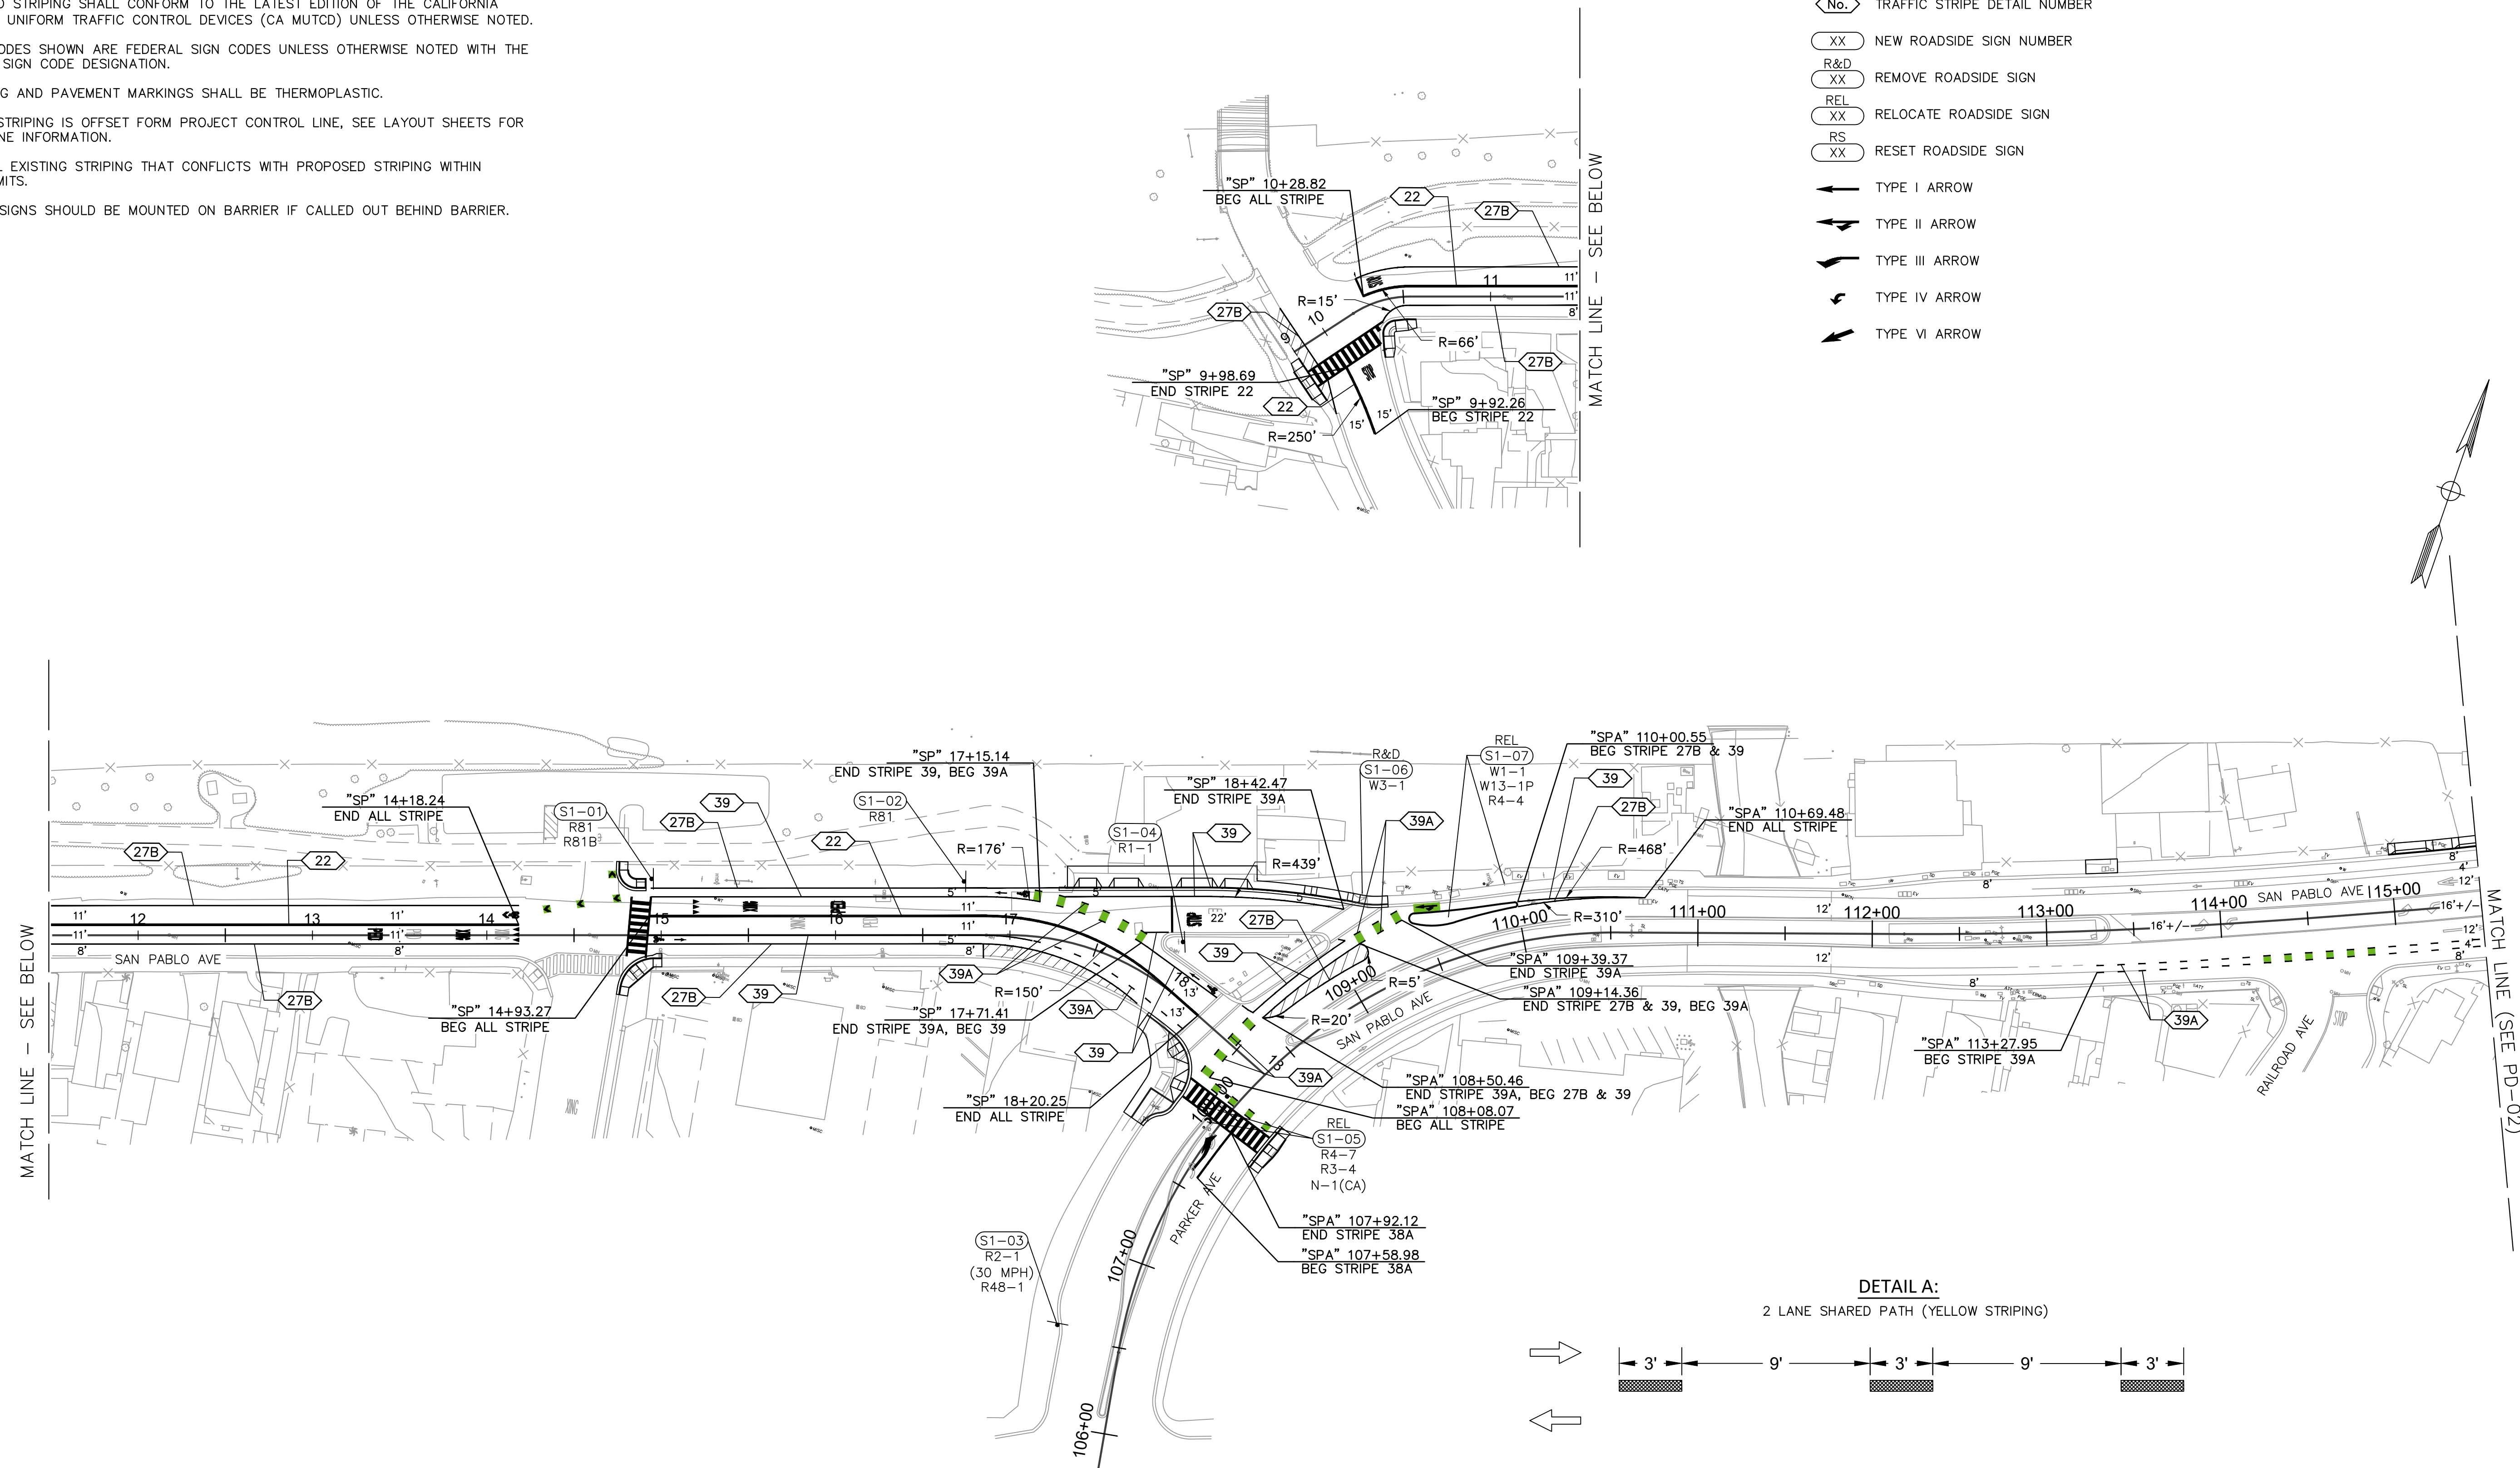 D STRIPING SHALL CONFORM TO THE LATEST EDITION OF THE CALIFORNIA
UNIFORM TRAFFIC CONTROL DEVICES (CA MUTCD) UNLESS OTHERWISE NOTED.
ODES SHOWN ARE FEDERAL SIGN CODES UNLESS OTHERWISE NOTED WITH THE
SIGN CODE DESIGNATION.
G AND PAVEMENT MARKINGS SHALL BE THERMOPLASTIC.
STRIPING IS OFFSET FORM PROJECT CONTROL LINE, SEE LAYOUT SHEETS FOR
NE INFORMATION.
L EXISTING STRIPING THAT CONFLICTS WITH PROPOSED STRIPING WITHIN
MITS.
SIGNS SHOULD BE MOUNTED ON BARRIER IF CALLED OUT BEHIND BARRIER.
No. TRAFFIC STRIPE DETAIL NUMBER
XX NEW ROADSIDE SIGN NUMBER
R&D
XX REMOVE ROADSIDE SIGN
REL
XX RELOCATE ROADSIDE SIGN
RS
XX RESET ROADSIDE SIGN
TYPE I ARROW
TYPE II ARROW
TYPE III ARROW
TYPE IV ARROW
TYPE VI ARROW
"SP" 10+28.82
BEG ALL STRIPE
22
27B
11
11'
11'
8'
R=15'
27B
10
9
R=66'
27B
"SP" 9+98.69
END STRIPE 22
22
"SP" 9+92.26
BEG STRIPE 22
15'
15'
R=250'
MATCH LINE – SEE BELOW
MATCH LINE – SEE BELOW
"SP" 14+18.24
END ALL STRIPE
27B
22
S1-01
R81
R81B
27B
39
S1-02
R81
22
R=176'
"SP" 17+15.14
END STRIPE 39, BEG 39A
S1-04
R1-1
"SP" 18+42.47
END STRIPE 39A
39
R=439'
R&D
S1-06
W3-1
39A
REL
S1-07
W1-1
W13-1P
R4-4
"SPA" 110+00.55
BEG STRIPE 27B & 39
39
27B
R=468'
"SPA" 110+69.48
END ALL STRIPE
11'
12
11'
8'
SAN PABLO AVE
13
11'
11'
8'
14
15
16
17
5'
11'
11'
5'
8'
5'
5'
22'
27B
39
27B
"SP" 14+93.27
BEG ALL STRIPE
27B
39
39A
R=150'
"SP" 17+71.41
END STRIPE 39A, BEG 39
39A
39
"SP" 18+20.25
END ALL STRIPE
18
13'
13'
109+00
R=5'
R=20'
SAN PABLO AVE
110+00
R=310'
111+00
112+00
113+00
114+00
SAN PABLO AVE
115+00
12'
12'
8'
8'
16'+/-
16'+/-
8'
4'
12'
12'
4'
8'
"SPA" 109+39.37
END STRIPE 39A
"SPA" 109+14.36
END STRIPE 27B & 39, BEG 39A
39A
"SPA" 108+50.46
END STRIPE 39A, BEG 27B & 39
"SPA" 108+08.07
BEG ALL STRIPE
"SPA" 113+27.95
BEG STRIPE 39A
39A
RAILROAD AVE
STOP
REL
S1-05
R4-7
R3-4
N-1(CA)
"SPA" 107+92.12
END STRIPE 38A
"SPA" 107+58.98
BEG STRIPE 38A
PARKER AVE
107+00
106+00
S1-03
R2-1
(30 MPH)
R48-1
MATCH LINE (SEE PD-02)
DETAIL A:
2 LANE SHARED PATH (YELLOW STRIPING)
3' 9' 3' 9' 3'